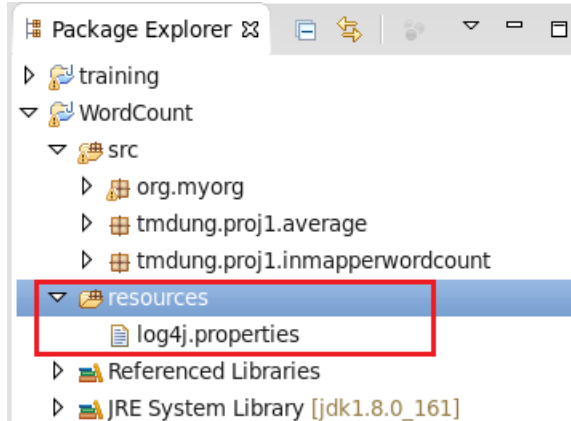 Package Explorer
training
WordCount
src
org.myorg
tmdung.proj1.average
tmdung.proj1.inmapperwordcount
resources
log4j.properties
Referenced Libraries
JRE System Library [jdk1.8.0_161]